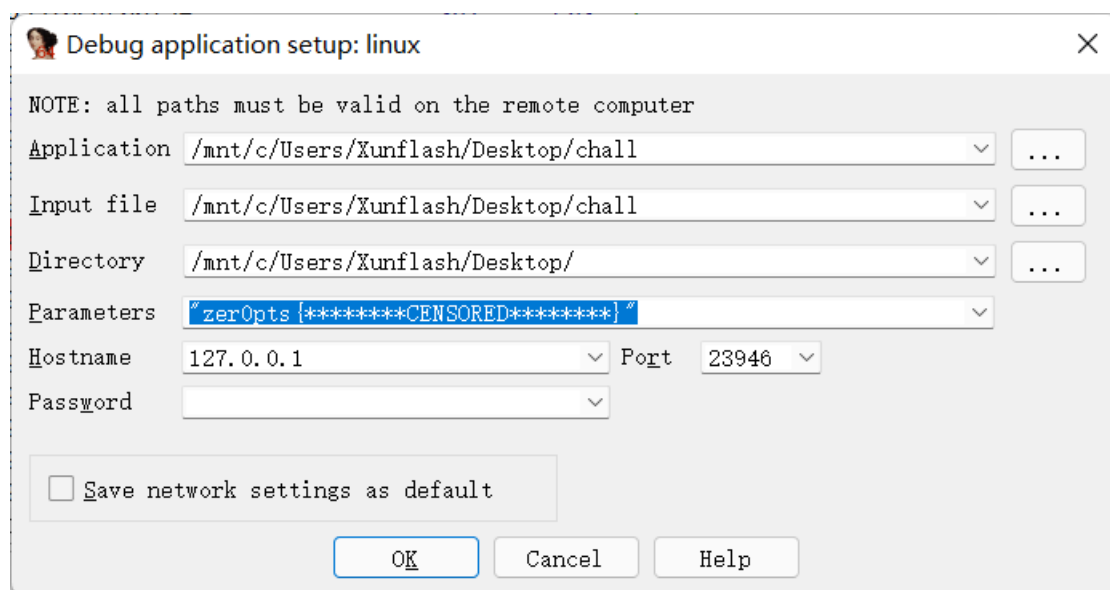 Debug application setup: linux
NOTE: all paths must be valid on the remote computer
Application /mnt/c/Users/Xunflash/Desktop/chall ...
Input file /mnt/c/Users/Xunflash/Desktop/chall ...
Directory /mnt/c/Users/Xunflash/Desktop/ ...
Parameters "zer0pts{********CENSORED********}"
Hostname 127.0.0.1 Port 23946
Password
Save network settings as default
OK Cancel Help